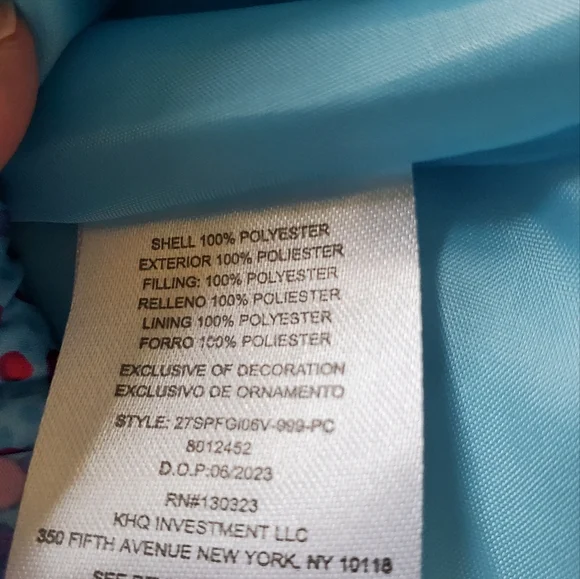 SHELL 100% POLYESTER
EXTERIOR 100% POLIESTER
FILLING: 100% POLYESTER
RELLENO 100% POLIESTER
LINING 100% POLYESTER
FORRO 100% POLIESTER
EXCLUSIVE OF DECORATION
EXCLUSIVO DE ORNAMENTO
STYLE: 27SPFGI06V-999-PC
8012452
D.O.P:06/2023
RN#130323
KHQ INVESTMENT LLC
350 FIFTH AVENUE NEW YORK, NY 10118
SEE